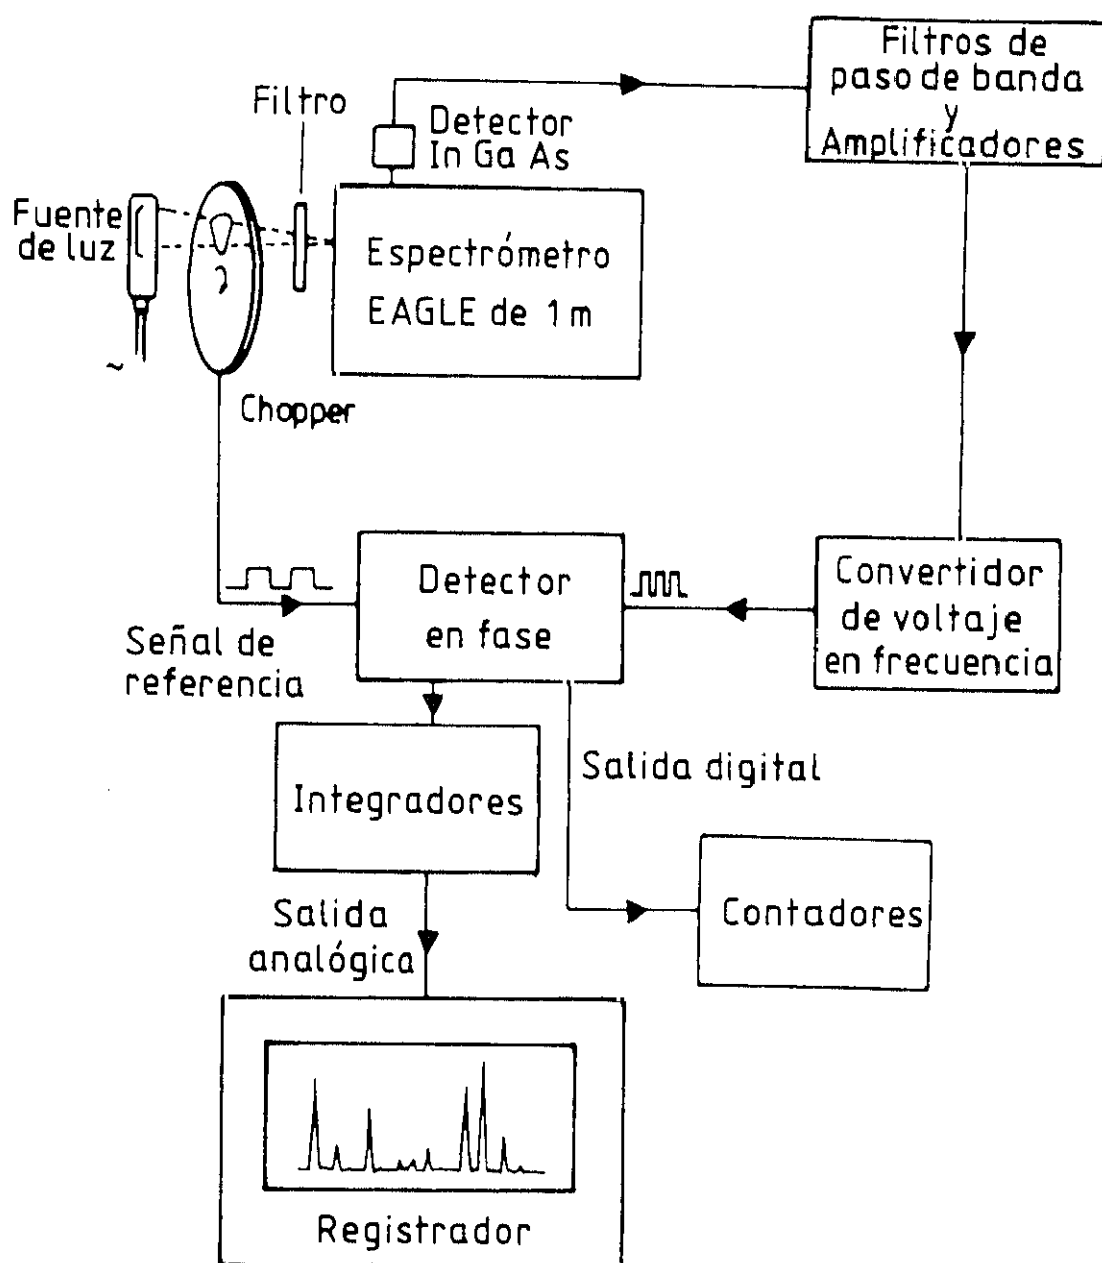 Filtros de
paso de banda
y
Amplificadores
Filtro
Detector
In Ga As
Fuente
de luz
Espectrómetro
EAGLE de 1 m
~
Chopper
Detector
en fase
Convertidor
de voltaje
en frecuencia
Señal de
referencia
Integradores
Salida digital
Contadores
Salida
analógica
Registrador